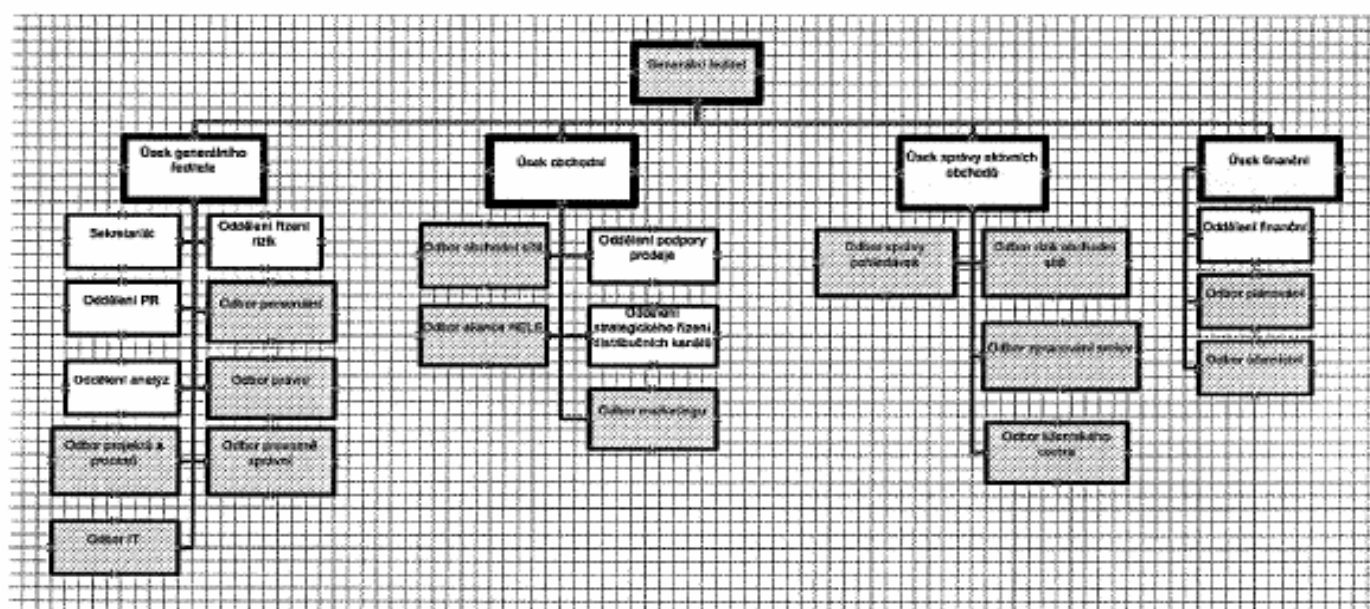 Generální ředitel
Úsek generálního
ředitele
Úsek obchodní
Úsek správy aktivních
obchodů
Úsek finanční
Sekretariát
Oddělení řízení
rizik
Oddělení PR
Odbor personální
Oddělení analýz
Odbor právní
Odbor projektů a
procesů
Odbor provozně
správní
Odbor IT
Odbor obchodní sítě
Oddělení podpory
prodeje
Odbor aliance
Oddělení
strategického řízení
distribučních kanálů
Odbor marketingu
Odbor správy
pohledávek
Odbor rizik obchodní
sítě
Odbor zpracování smluv
Odbor klientského
centra
Oddělení finanční
Odbor plánování
Odbor účetnictví